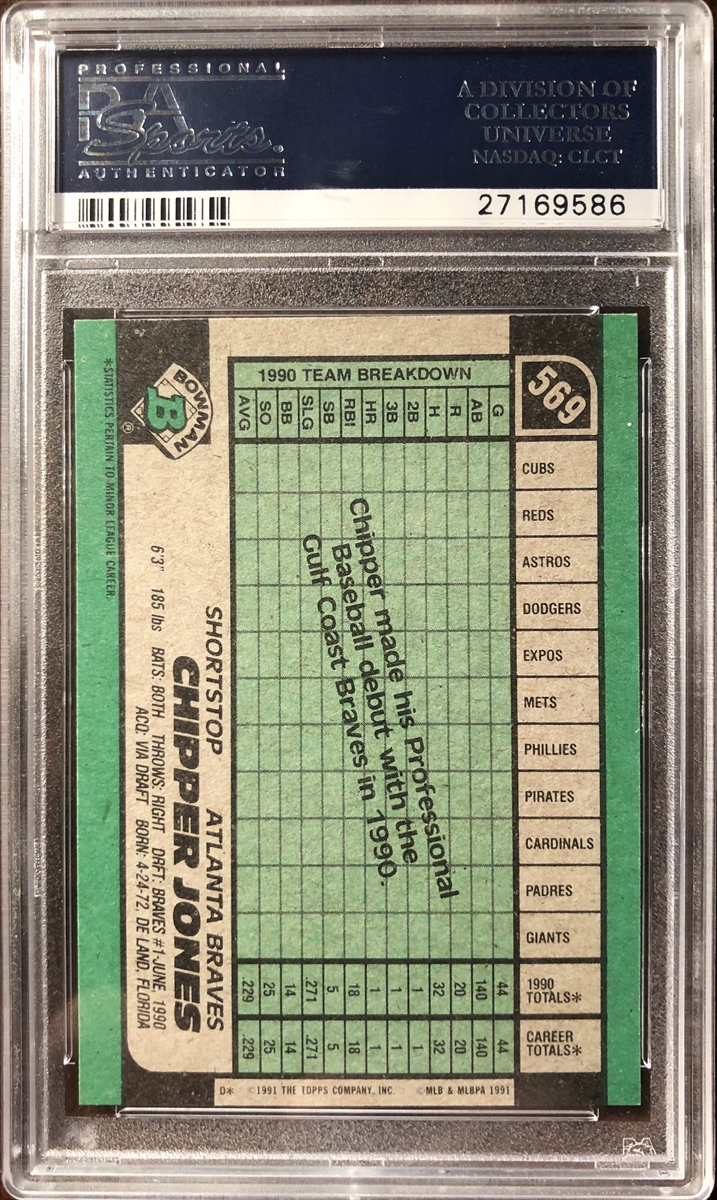 PROFESSIONAL
PSA
Sports
AUTHENTICATOR
A DIVISION OF
COLLECTORS
UNIVERSE
NASDAQ: CLCT
27169586
569
1990 TEAM BREAKDOWN
G AB R H 2B 3B HR RBI SB SLG BB SO AVG
CUBS
REDS
ASTROS
DODGERS
EXPOS
METS
PHILLIES
PIRATES
CARDINALS
PADRES
GIANTS
1990 TOTALS* 44 140 20 32 1 1 1 18 5 .271 14 25 .229
CAREER TOTALS* 44 140 20 32 1 1 1 18 5 .271 14 25 .229
Chipper made his Professional
Baseball debut with the
Gulf Coast Braves in 1990.
SHORTSTOP ATLANTA BRAVES
CHIPPER JONES
6'3" 185 lbs BATS: BOTH THROWS: RIGHT DRFT: BRAVES #1-JUNE, 1990
ACQ: VIA DRAFT BORN: 4-24-72, DE LAND, FLORIDA
BOWMAN
B
®
*STATISTICS PERTAIN TO MINOR LEAGUE CAREER.
D* ©1991 THE TOPPS COMPANY, INC. ©MLB & MLBPA 1991
PSA